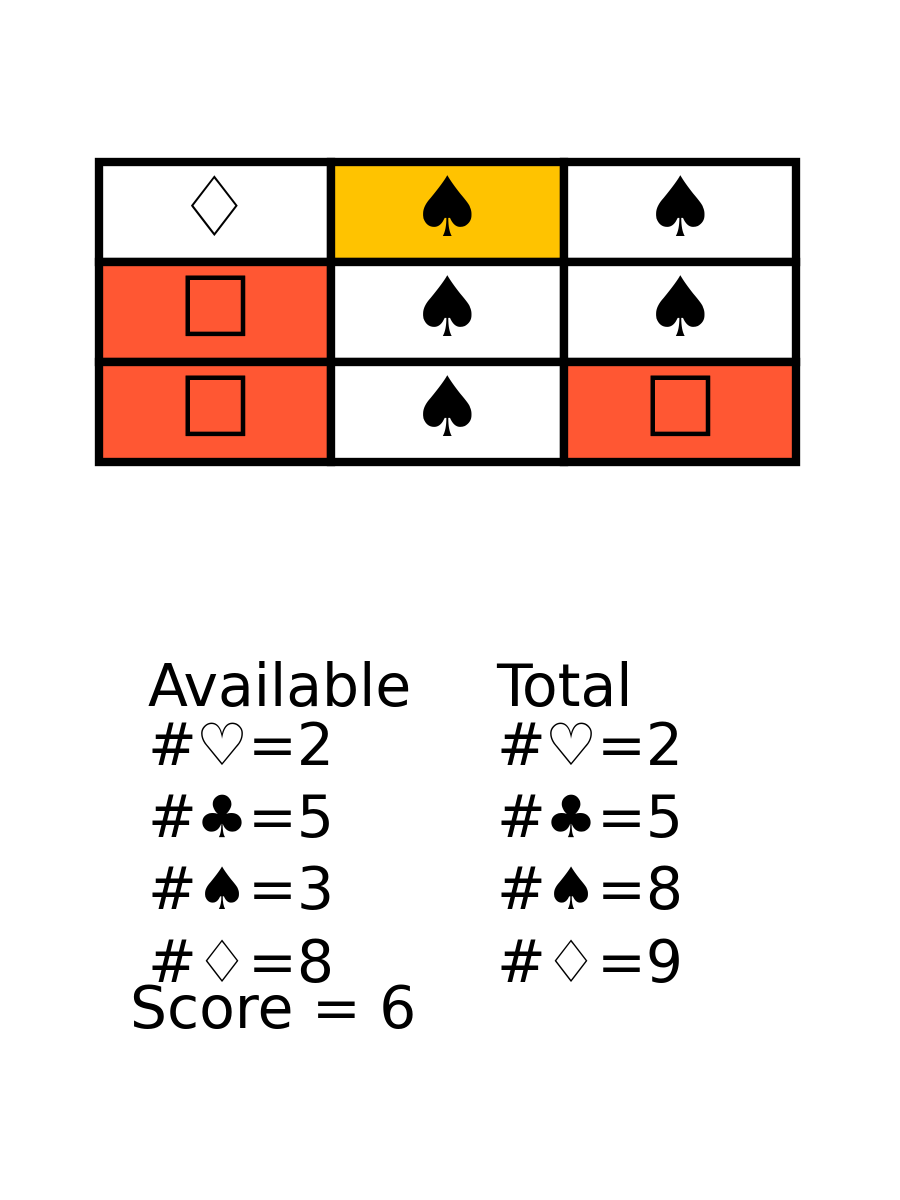 ♢ ♠ ♠
□ ♠ ♠
□ ♠ □
Available Total
#♡=2 #♡=2
#♣=5 #♣=5
#♠=3 #♠=8
#♢=8 #♢=9
Score = 6